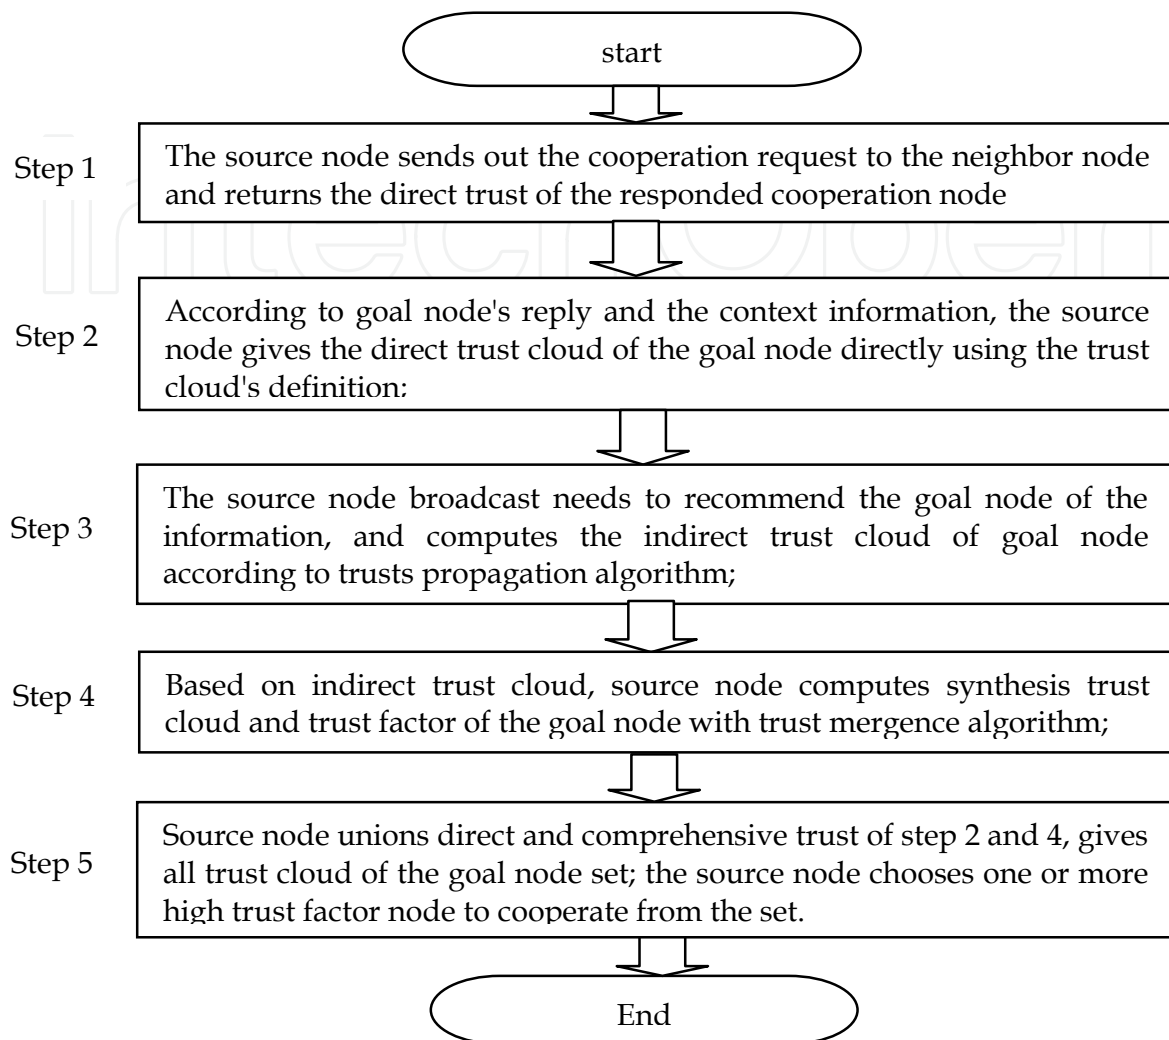 start
Step 1
The source node sends out the cooperation request to the neighbor node
and returns the direct trust of the responded cooperation node
IntechOpen
Step 2
According to goal node's reply and the context information, the source
node gives the direct trust cloud of the goal node directly using the trust
cloud's definition;
Step 3
The source node broadcast needs to recommend the goal node of the
information, and computes the indirect trust cloud of goal node
according to trusts propagation algorithm;
Step 4
Based on indirect trust cloud, source node computes synthesis trust
cloud and trust factor of the goal node with trust mergence algorithm;
Step 5
Source node unions direct and comprehensive trust of step 2 and 4, gives
all trust cloud of the goal node set; the source node chooses one or more
high trust factor node to cooperate from the set.
End